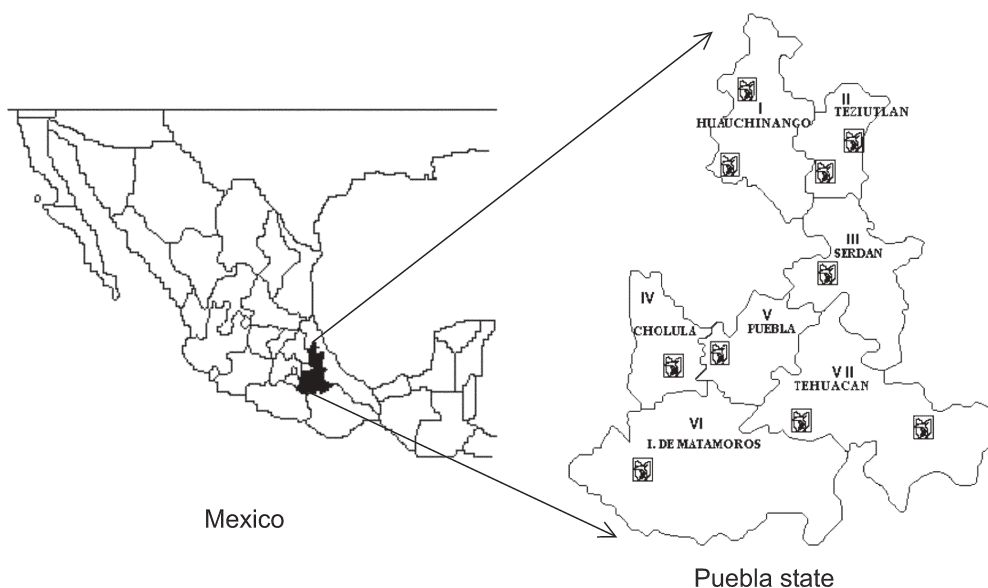 I
HUAUCHINANGO
II
TEZIUTLAN
III
SERDAN
IV
CHOLULA
V
PUEBLA
VII
TEHUACAN
VI
I. DE MATAMOROS
Mexico
Puebla state